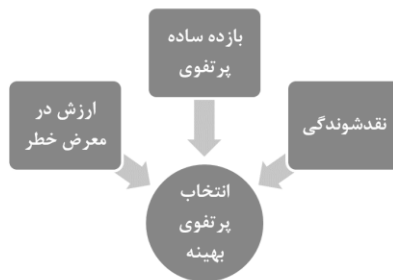 بازده ساده
پرتفوی
ارزش در
معرض خطر
نقدشوندگی
انتخاب
پرتفوی
بهینه